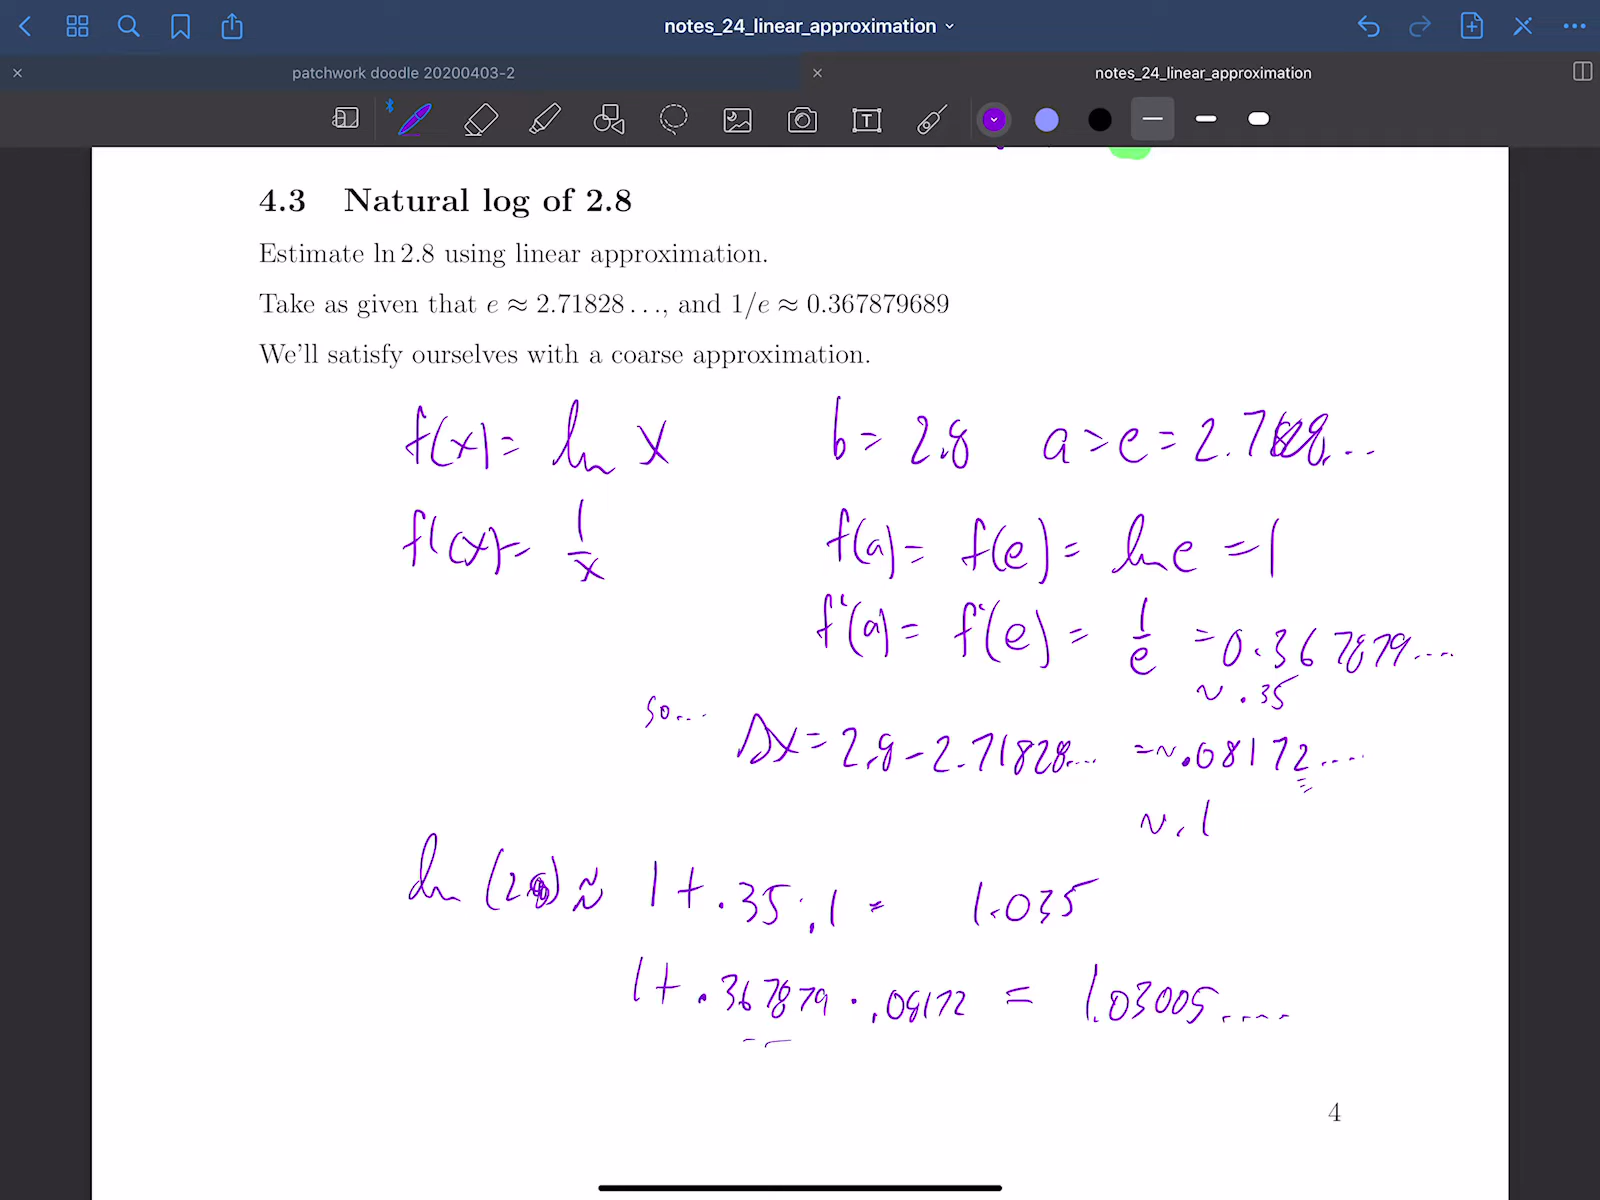 notes_24_linear_approximation
patchwork doodle 20200403-2
notes_24_linear_approximation
4.3 Natural log of 2.8
Estimate ln 2.8 using linear approximation.
Take as given that e ≈ 2.71828 . . ., and 1/e ≈ 0.367879689
We'll satisfy ourselves with a coarse approximation.
f(x) = ln x b = 2.8 a = e = 2.71828...
f'(x) = 1/x f(a) = f(e) = ln e = 1
f'(a) = f'(e) = 1/e = 0.367879....
~ .35
so... Δx = 2.8 - 2.71828... = ~.08172....
~ .1
ln (2.8) ≈ 1 + .35 · .1 = 1.035
1 + .367879 · .08172 = 1.03005.....
4